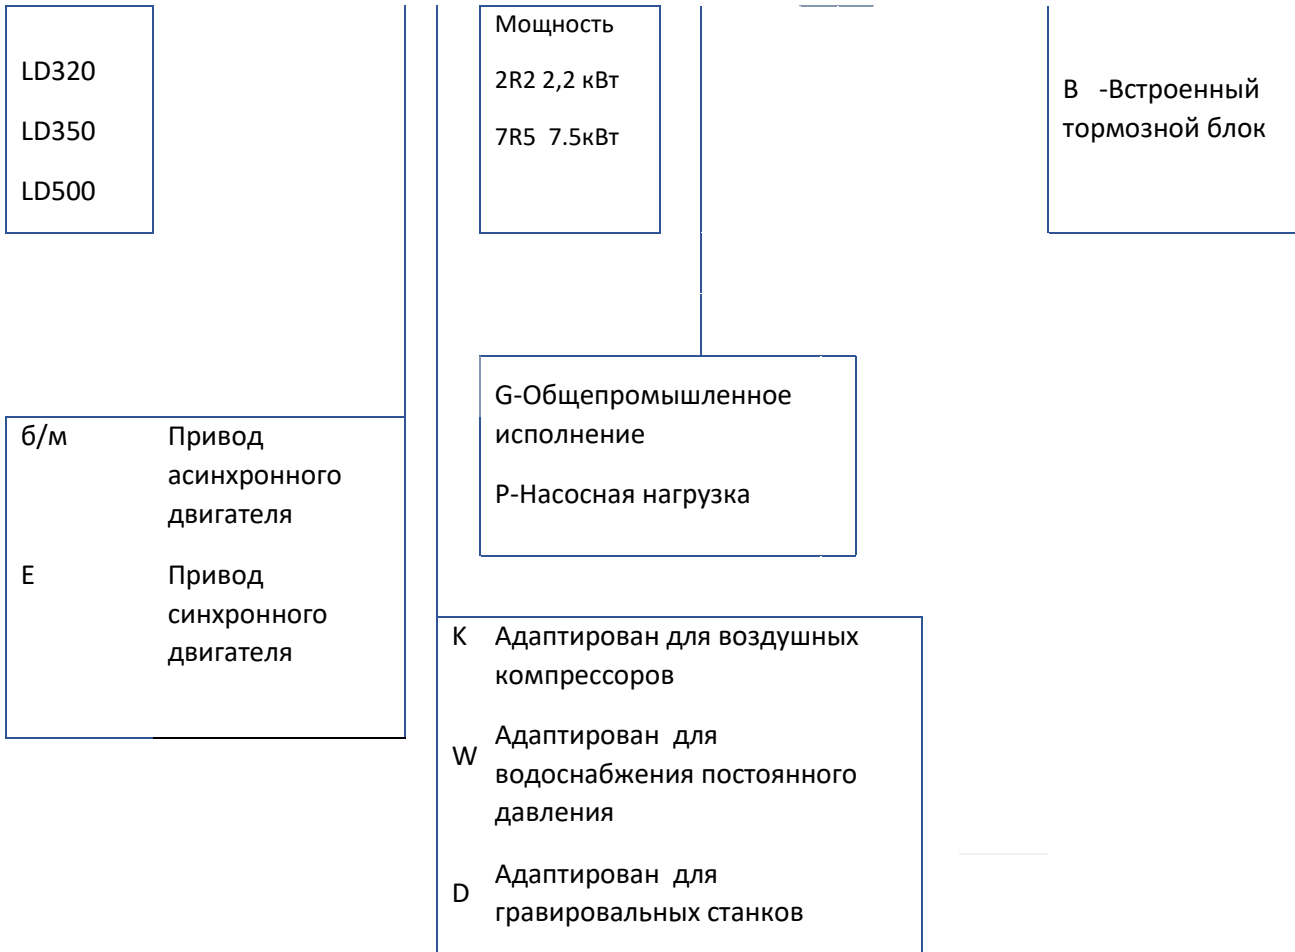 LD320
LD350
LD500
Мощность
2R2 2,2 кВт
7R5  7.5кВт
B  -Встроенный
тормозной блок
G-Общепромышленное
исполнение
P-Насосная нагрузка
б/м Привод
асинхронного
двигателя
E Привод
синхронного
двигателя
K Адаптирован для воздушных
компрессоров
W Адаптирован  для
водоснабжения постоянного
давления
D Адаптирован  для
гравировальных станков